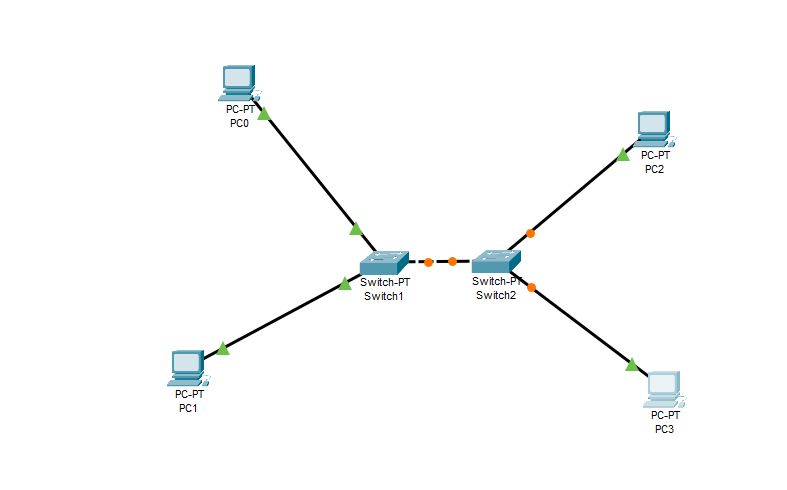 PC-PT
PC0
PC-PT
PC2
Switch-PT
Switch1
Switch-PT
Switch2
PC-PT
PC1
PC-PT
PC3